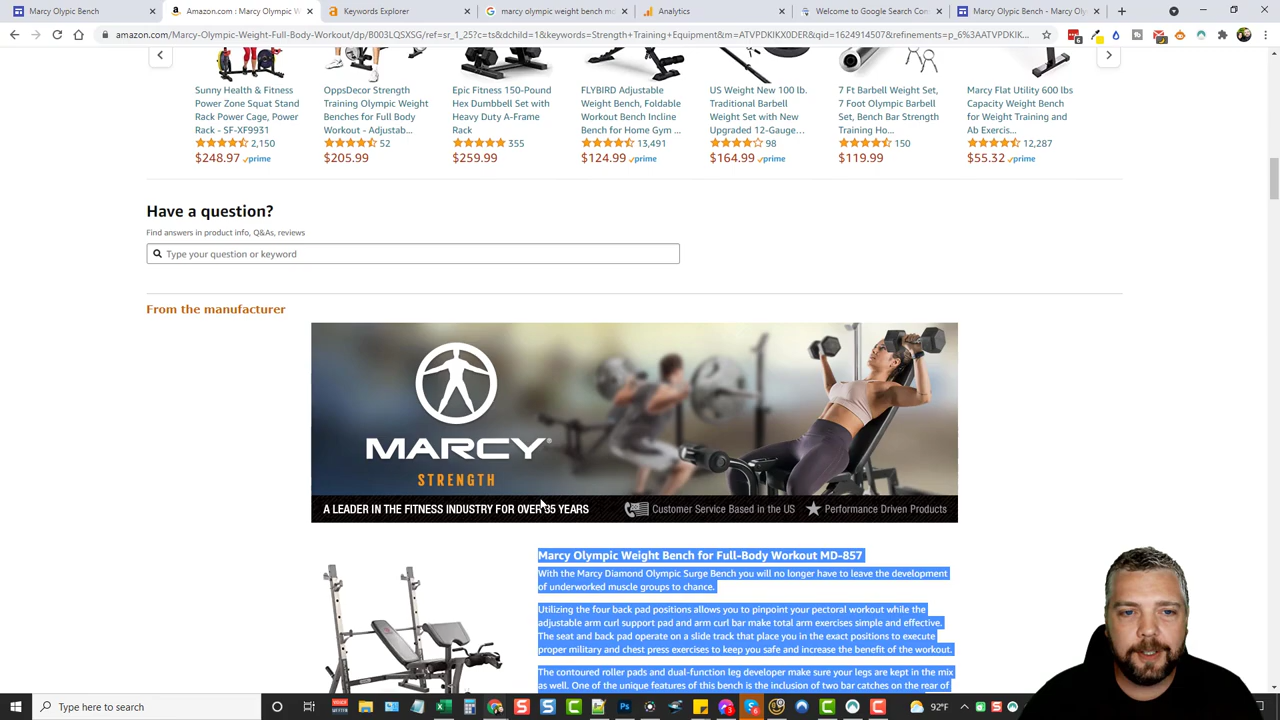 Marcy Olympic Bench
Amazon.com : Marcy Olympic W
keywords search
Rank Math SEO - Google Search Con
Analytics
amazon.com/Marcy-Olympic-Weight-Full-Body-Workout/dp/B003LQSXSG/ref=sr_1_25?c=ts&dchild=1&keywords=Strength+Training+Equipment&m=ATVPDKIKX0DER&qid=1624914507&refinements=p_6%3AATVPDKIK...
Sunny Health & Fitness
Power Zone Squat Stand
Rack Power Cage, Power
Rack - SF-XF9931
2,150
$248.97 prime
OppsDecor Strength
Training Olympic Weight
Benches for Full Body
Workout - Adjustab...
52
$205.99
Epic Fitness 150-Pound
Hex Dumbbell Set with
Heavy Duty A-Frame
Rack
355
$259.99
FLYBIRD Adjustable
Weight Bench, Foldable
Workout Bench Incline
Bench for Home Gym ...
13,491
$124.99 prime
US Weight New 100 lb.
Traditional Barbell
Weight Set with New
Upgraded 12-Gauge...
98
$164.99 prime
7 Ft Barbell Weight Set,
7 Foot Olympic Barbell
Set, Bench Bar Strength
Training Ho...
150
$119.99
Marcy Flat Utility 600 lbs
Capacity Weight Bench
for Weight Training and
Ab Exercis...
12,287
$55.32 prime
Have a question?
Find answers in product info, Q&As, reviews
Type your question or keyword
From the manufacturer
MARCY®
STRENGTH
A LEADER IN THE FITNESS INDUSTRY FOR OVER 35 YEARS
Customer Service Based in the US
Performance Driven Products
Marcy Olympic Weight Bench for Full-Body Workout MD-857
With the Marcy Diamond Olympic Surge Bench you will no longer have to leave the development
of underworked muscle groups to chance.
Utilizing the four back pad positions allows you to pinpoint your pectoral workout while the
adjustable arm curl support pad and arm curl bar make total arm exercises simple and effective.
The seat and back pad operate on a slide track that place you in the exact positions to execute
proper military and chest press exercises to keep you safe and increase the benefit of the workout.
The contoured roller pads and dual-function leg developer make sure your legs are kept in the mix
as well. One of the unique features of this bench is the inclusion of two bar catches on the rear of
Type here to search
92°F